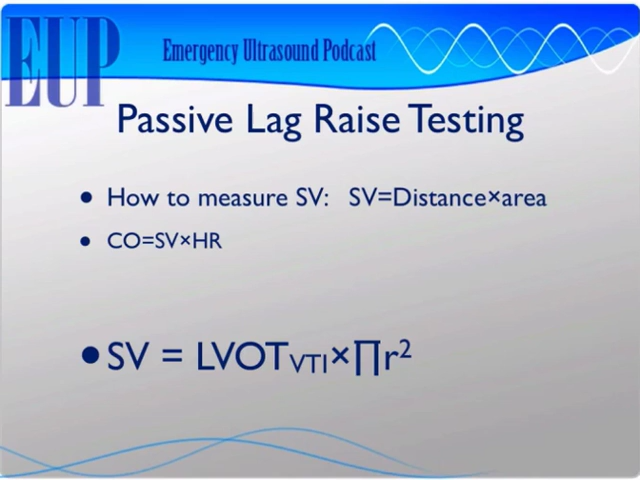 EUP
Emergency Ultrasound Podcast
Passive Lag Raise Testing
• How to measure SV: SV=Distance×area
• CO=SV×HR
• SV = LVOT_VTI×∏r²